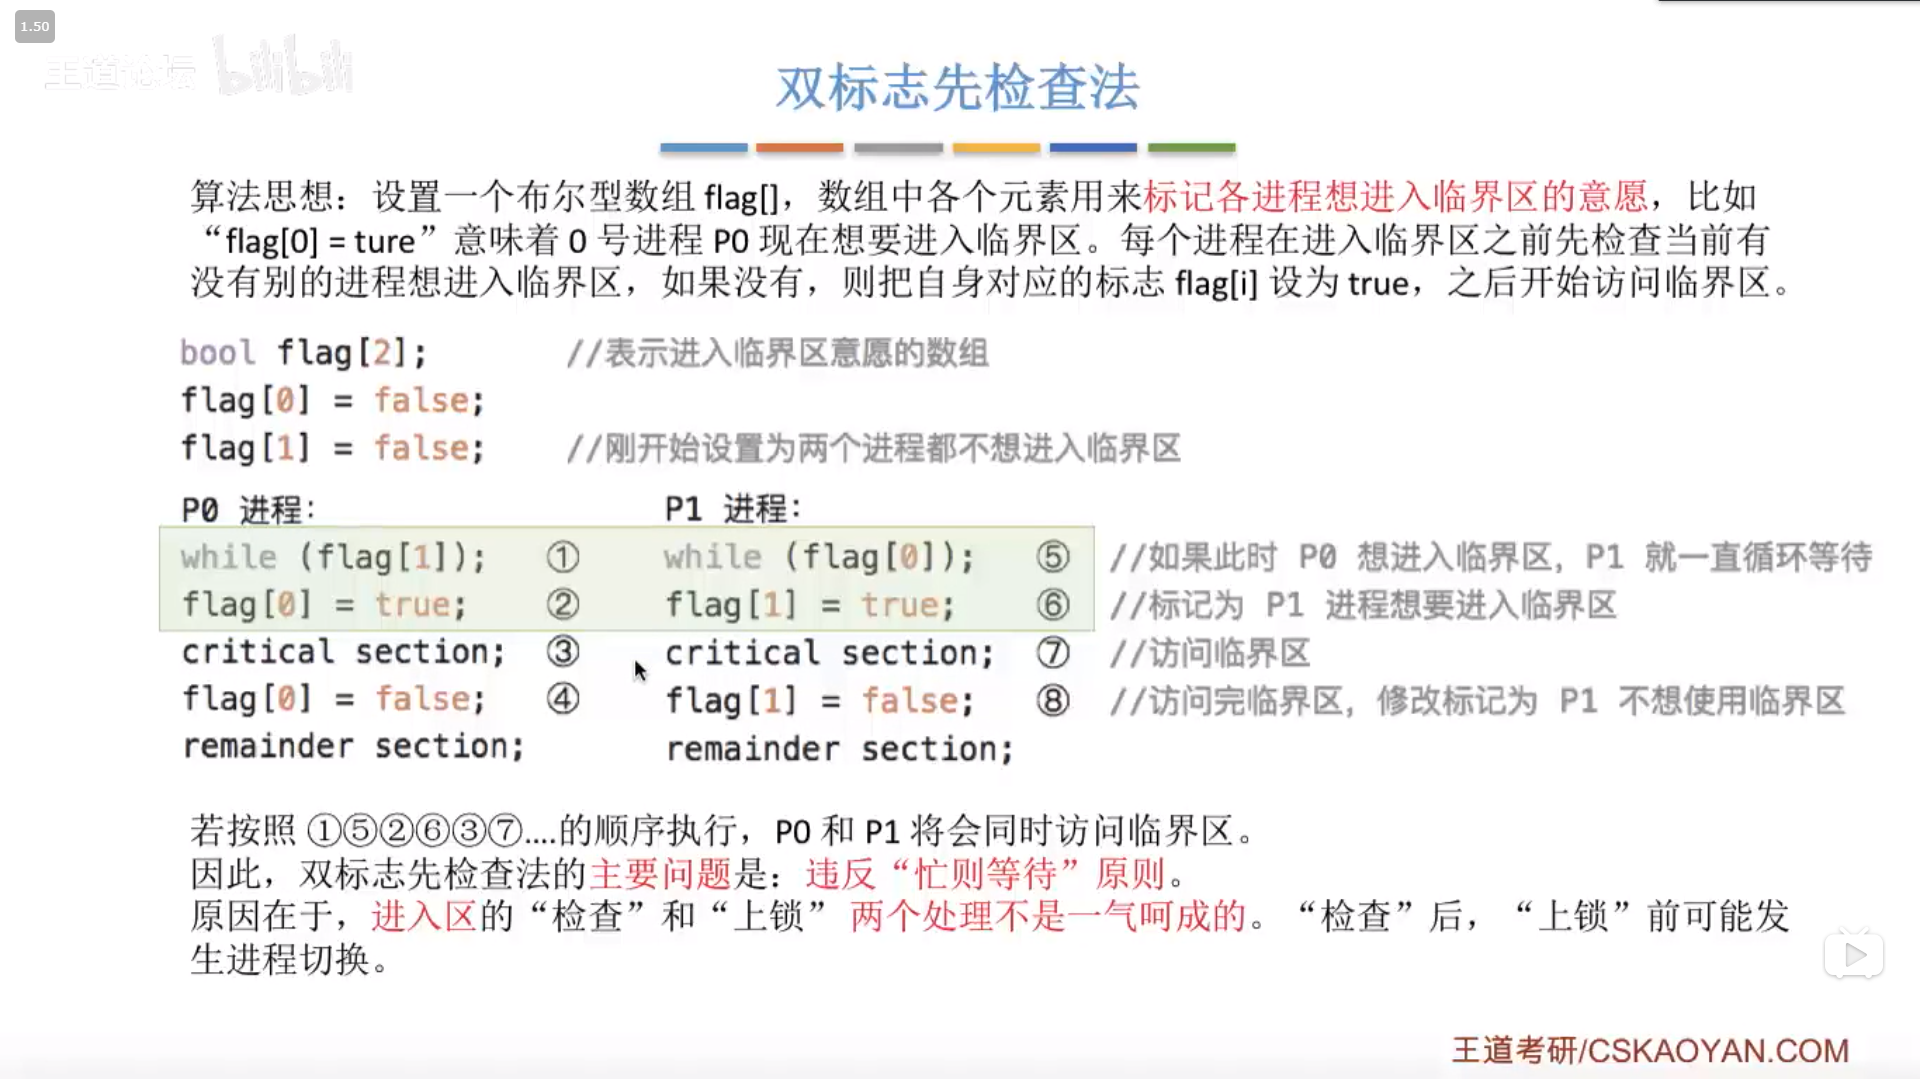 1.50
王道论坛 bilibili
双标志先检查法
算法思想：设置一个布尔型数组 flag[]，数组中各个元素用来标记各进程想进入临界区的意愿，比如
“flag[0] = ture”意味着 0 号进程 P0 现在想要进入临界区。每个进程在进入临界区之前先检查当前有
没有别的进程想进入临界区，如果没有，则把自身对应的标志 flag[i] 设为 true，之后开始访问临界区。
bool flag[2]; //表示进入临界区意愿的数组
flag[0] = false;
flag[1] = false; //刚开始设置为两个进程都不想进入临界区
P0 进程： P1 进程：
while (flag[1]); ① while (flag[0]); ⑤ //如果此时 P0 想进入临界区，P1 就一直循环等待
flag[0] = true; ② flag[1] = true; ⑥ //标记为 P1 进程想要进入临界区
critical section; ③ critical section; ⑦ //访问临界区
flag[0] = false; ④ flag[1] = false; ⑧ //访问完临界区，修改标记为 P1 不想使用临界区
remainder section; remainder section;
若按照 ①⑤②⑥③⑦....的顺序执行，P0 和 P1 将会同时访问临界区。
因此，双标志先检查法的主要问题是：违反“忙则等待”原则。
原因在于，进入区的“检查”和“上锁” 两个处理不是一气呵成的。“检查”后，“上锁”前可能发
生进程切换。
王道考研/CSKAOYAN.COM